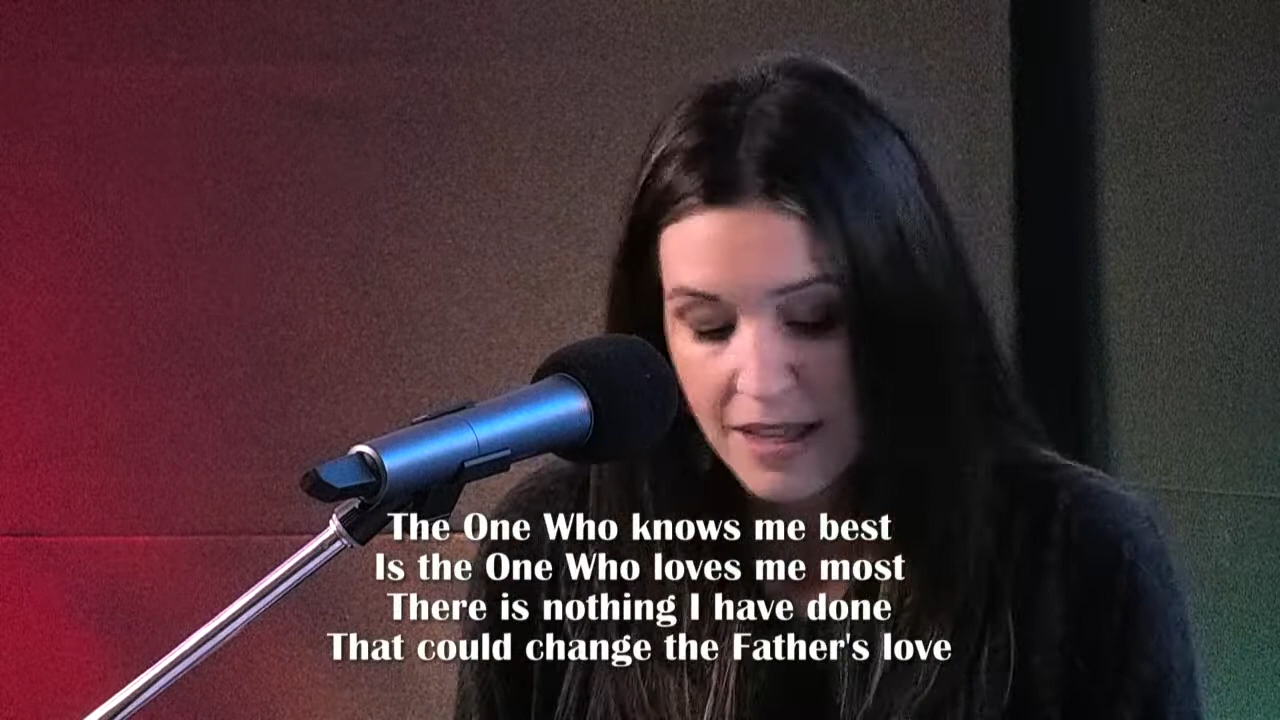 The One Who knows me best
Is the One Who loves me most
There is nothing I have done
That could change the Father's love